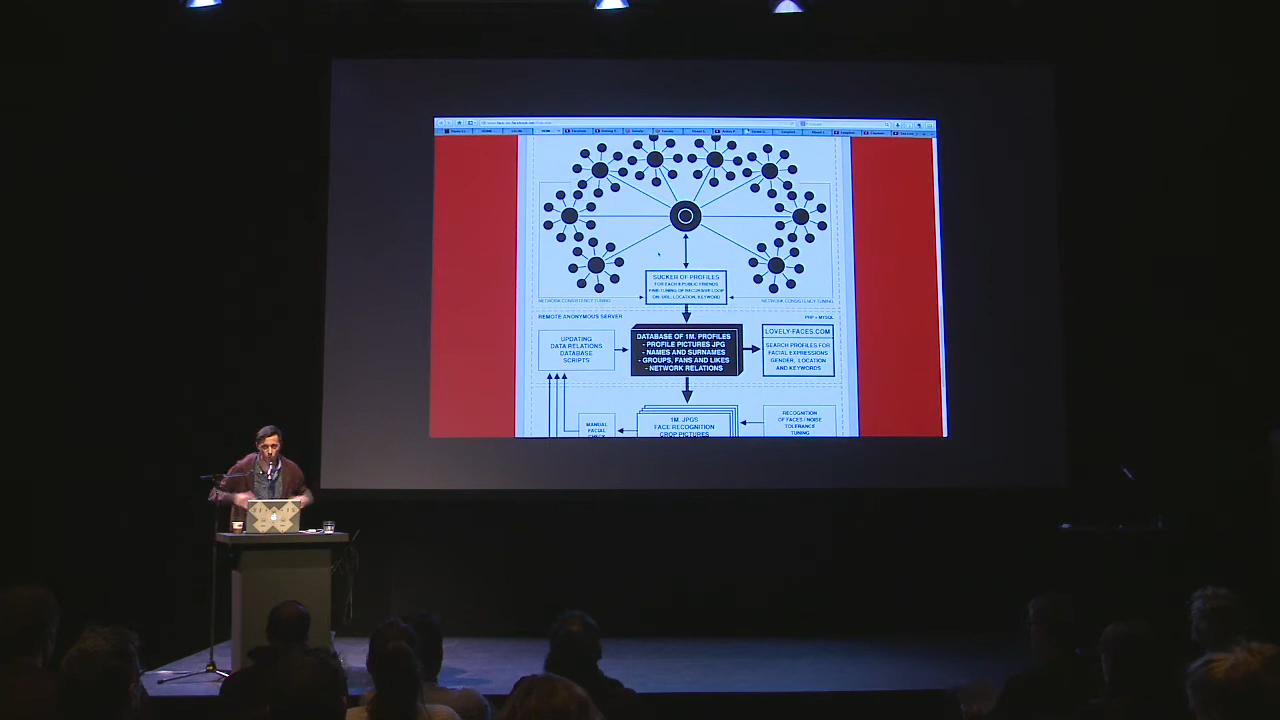 SUCKER OF PROFILES
FOR EACH 8 PUBLIC FRIENDS
FINE-TUNING OF RECURSIVE LOOP
ON: URL, LOCATION, KEYWORD
NETWORK CONSISTENCY TUNING
NETWORK CONSISTENCY TUNING
REMOTE ANONYMOUS SERVER
PHP + MYSQL
UPDATING
DATA RELATIONS
DATABASE
SCRIPTS
DATABASE OF 1M. PROFILES
- PROFILE PICTURES JPG
- NAMES AND SURNAMES
- GROUPS, FANS AND LIKES
- NETWORK RELATIONS
LOVELY-FACES.COM
SEARCH PROFILES FOR
FACIAL EXPRESSIONS
GENDER, LOCATION
AND KEYWORDS
MANUAL
FACIAL
CHECK
1M. JPGS
FACE RECOGNITION
CROP PICTURES
RECOGNITION
OF FACES / NOISE
TOLERANCE
TUNING